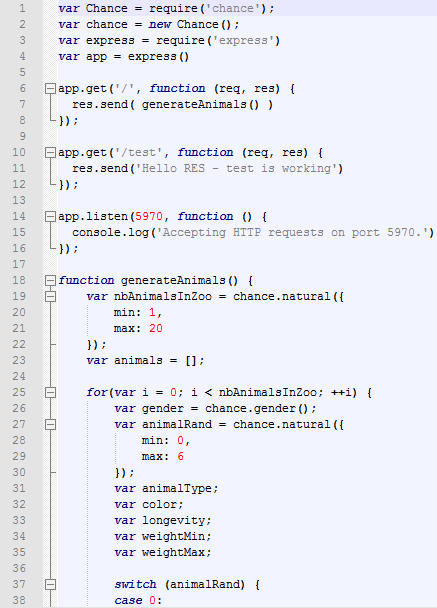 1 var Chance = require('chance');
2 var chance = new Chance();
3 var express = require('express')
4 var app = express()
5
6 app.get('/', function (req, res) {
7   res.send( generateAnimals() )
8 });
9
10 app.get('/test', function (req, res) {
11   res.send('Hello RES - test is working')
12 });
13
14 app.listen(5970, function () {
15   console.log('Accepting HTTP requests on port 5970.')
16 });
17
18 function generateAnimals() {
19     var nbAnimalsInZoo = chance.natural({
20         min: 1,
21         max: 20
22     });
23     var animals = [];
24
25     for(var i = 0; i < nbAnimalsInZoo; ++i) {
26         var gender = chance.gender();
27         var animalRand = chance.natural({
28             min: 0,
29             max: 6
30         });
31         var animalType;
32         var color;
33         var longevity;
34         var weightMin;
35         var weightMax;
36
37         switch (animalRand) {
38         case 0: